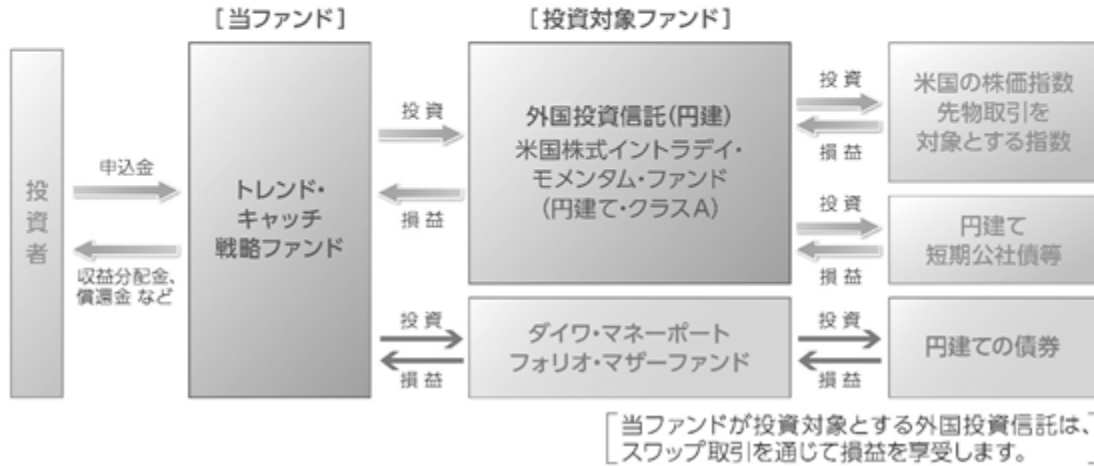 [当ファンド]
[投資対象ファンド]
投資者
申込金
収益分配金、
償還金 など
トレンド・
キャッチ
戦略ファンド
投資
損益
投資
損益
外国投資信託(円建)
米国株式イントラデイ・
モメンタム・ファンド
(円建て・クラスA)
ダイワ・マネーポート
フォリオ・マザーファンド
投資
損益
投資
損益
投資
損益
米国の株価指数
先物取引を
対象とする指数
円建て
短期公社債等
円建ての債券
当ファンドが投資対象とする外国投資信託は、
スワップ取引を通じて損益を享受します。